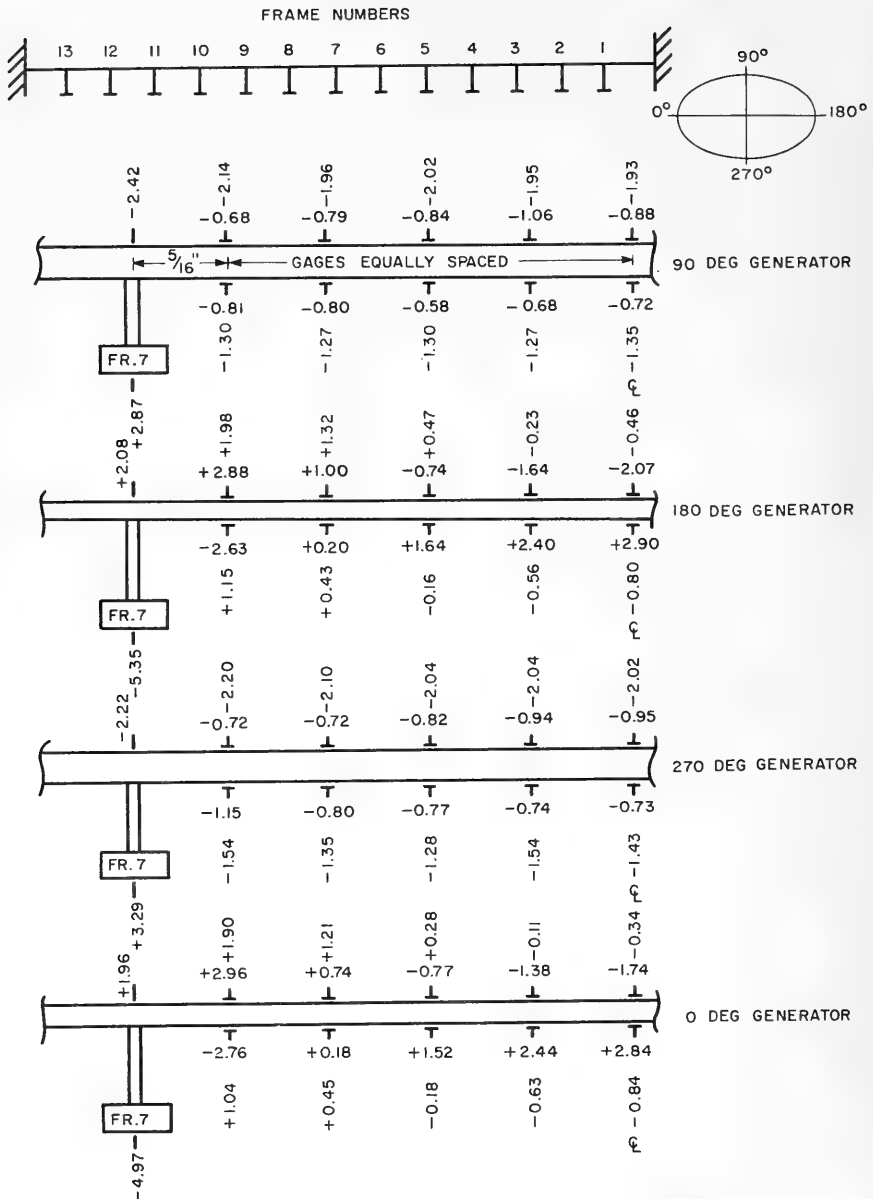 FRAME NUMBERS
13 12 11 10 9 8 7 6 5 4 3 2 1
90°
0° 180°
270°
-2.42 -2.14 -1.96 -2.02 -1.95 -1.93
-0.68 -0.79 -0.84 -1.06 -0.88
5/16" GAGES EQUALLY SPACED 90 DEG GENERATOR
-0.81 -0.80 -0.58 -0.68 -0.72
FR.7 -1.30 -1.27 -1.30 -1.27 -1.35
℄
+2.08 +2.87 +1.98 +1.32 +0.47 -0.23 -0.46
+2.88 +1.00 -0.74 -1.64 -2.07
180 DEG GENERATOR
-2.63 +0.20 +1.64 +2.40 +2.90
FR.7 +1.15 +0.43 -0.16 -0.56 -0.80
℄
-2.22 -5.35 -2.20 -2.10 -2.04 -2.04 -2.02
-0.72 -0.72 -0.82 -0.94 -0.95
270 DEG GENERATOR
-1.15 -0.80 -0.77 -0.74 -0.73
FR.7 -1.54 -1.35 -1.28 -1.54 -1.43
℄
+1.96 +3.29 +1.90 +1.21 +0.28 -0.11 -0.34
+2.96 +0.74 -0.77 -1.38 -1.74
0 DEG GENERATOR
-2.76 +0.18 +1.52 +2.44 +2.84
FR.7 +1.04 +0.45 -0.18 -0.63 -0.84
℄
-4.97